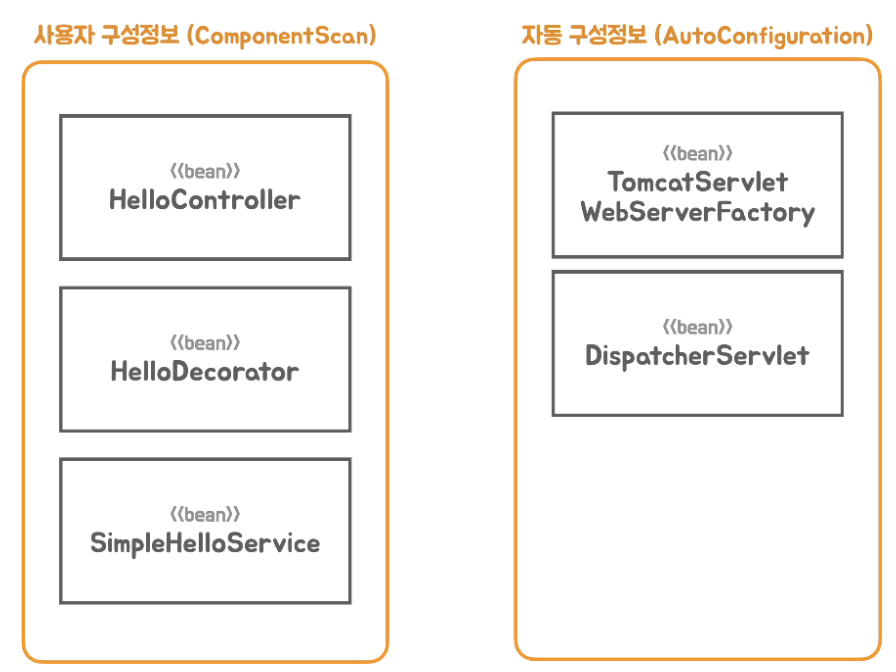 사용자 구성정보 (ComponentScan)
《bean》
HelloController
《bean》
HelloDecorator
《bean》
SimpleHelloService
자동 구성정보 (AutoConfiguration)
《bean》
TomcatServlet
WebServerFactory
《bean》
DispatcherServlet